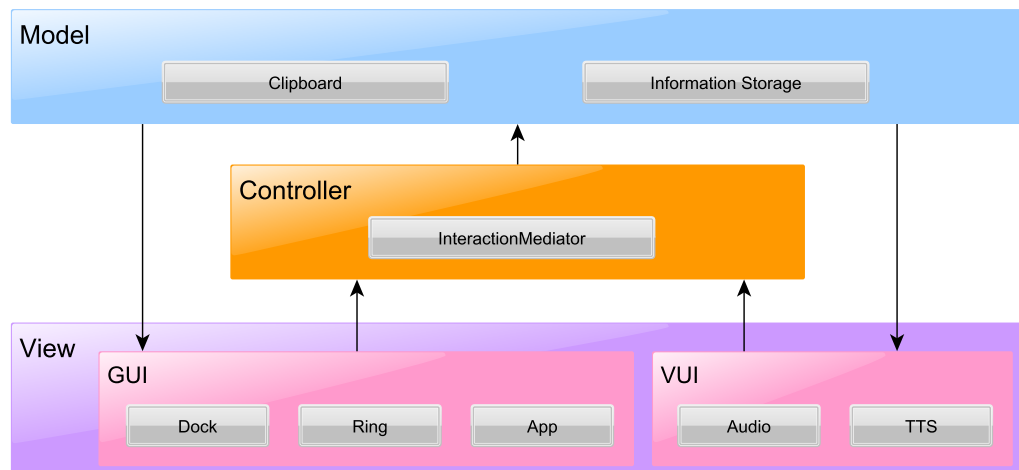 Model
Clipboard
Information Storage
Controller
InteractionMediator
View
GUI
VUI
Dock
Ring
App
Audio
TTS